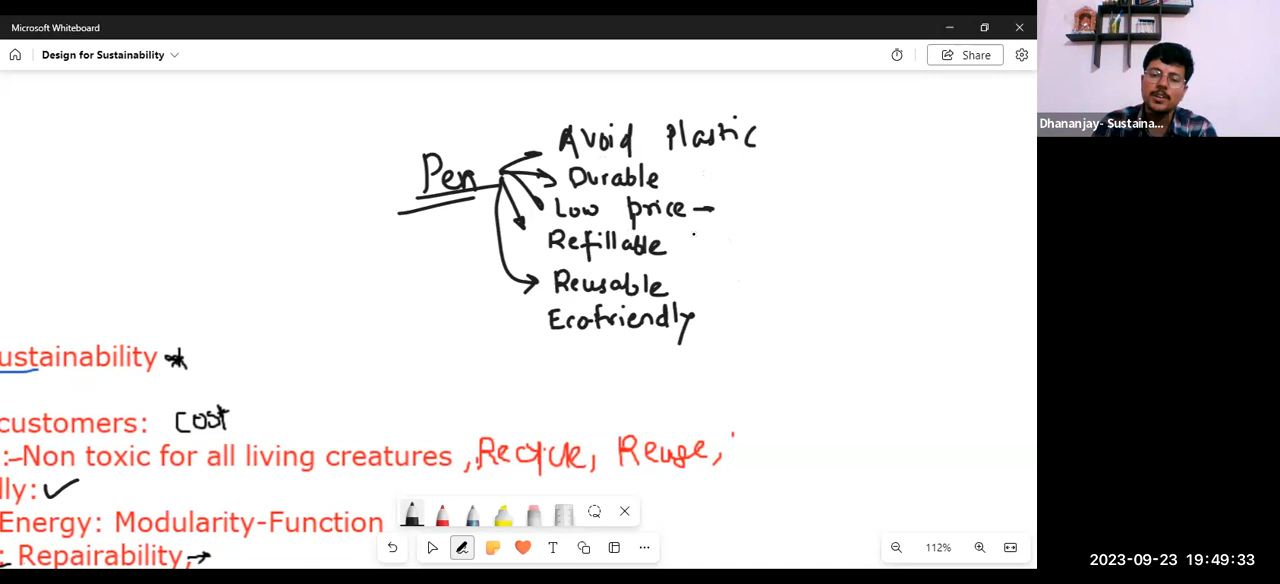 Microsoft Whiteboard
Design for Sustainability
Share
Dhananjay- Sustaina...
Pen
Avoid Plastic
Durable
Low price -
Refillable
Reusable
Ecofriendly
ustainability *
customers: Cost
:-Non toxic for all living creatures , Recycle, Reuse,
lly: ✓
Energy: Modularity-Function
: Repairability,→
112%
2023-09-23 19:49:33